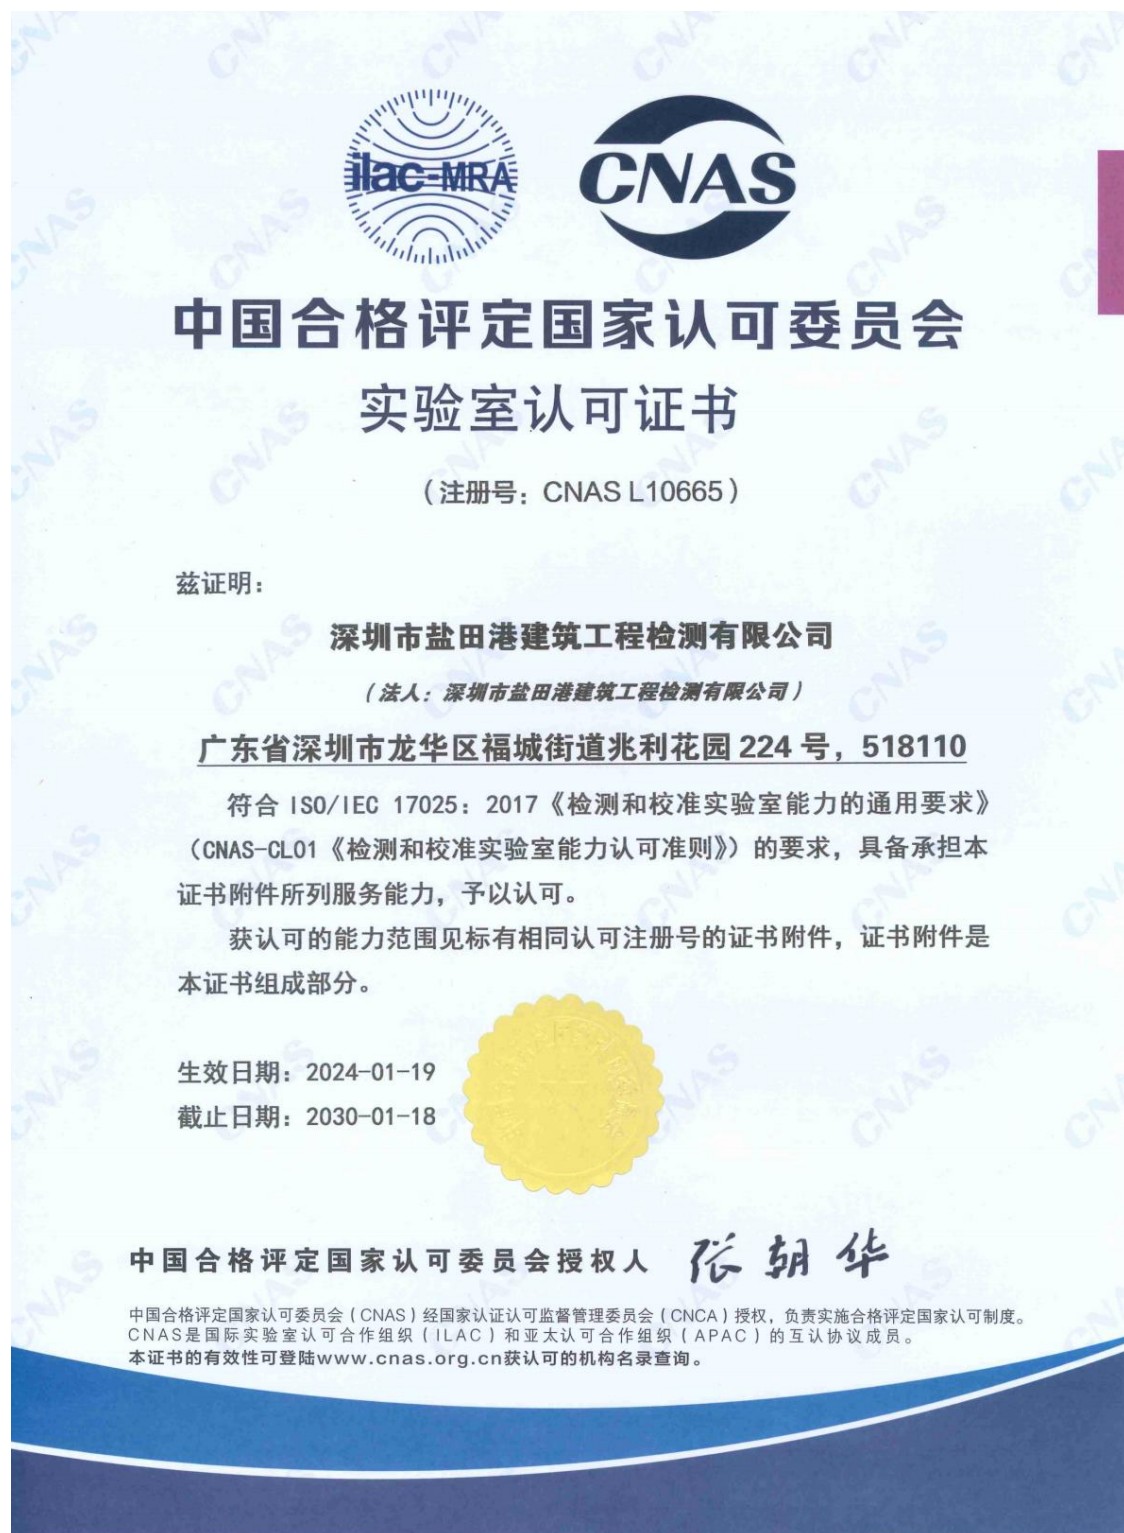 ilac-MRA
CNAS
中国合格评定国家认可委员会
实验室认可证书
（注册号：CNAS L10665）
兹证明：
深圳市盐田港建筑工程检测有限公司
（法人：深圳市盐田港建筑工程检测有限公司）
广东省深圳市龙华区福城街道兆利花园 224 号，518110
符合 ISO/IEC 17025：2017《检测和校准实验室能力的通用要求》
（CNAS-CL01《检测和校准实验室能力认可准则》）的要求，具备承担本
证书附件所列服务能力，予以认可。
获认可的能力范围见标有相同认可注册号的证书附件，证书附件是
本证书组成部分。
生效日期：2024-01-19
截止日期：2030-01-18
中国合格评定国家认可委员会授权人 张朝华
中国合格评定国家认可委员会（CNAS）经国家认证认可监督管理委员会（CNCA）授权，负责实施合格评定国家认可制度。
CNAS是国际实验室认可合作组织（ILAC）和亚太认可合作组织（APAC）的互认协议成员。
本证书的有效性可登陆www.cnas.org.cn获认可的机构名录查询。